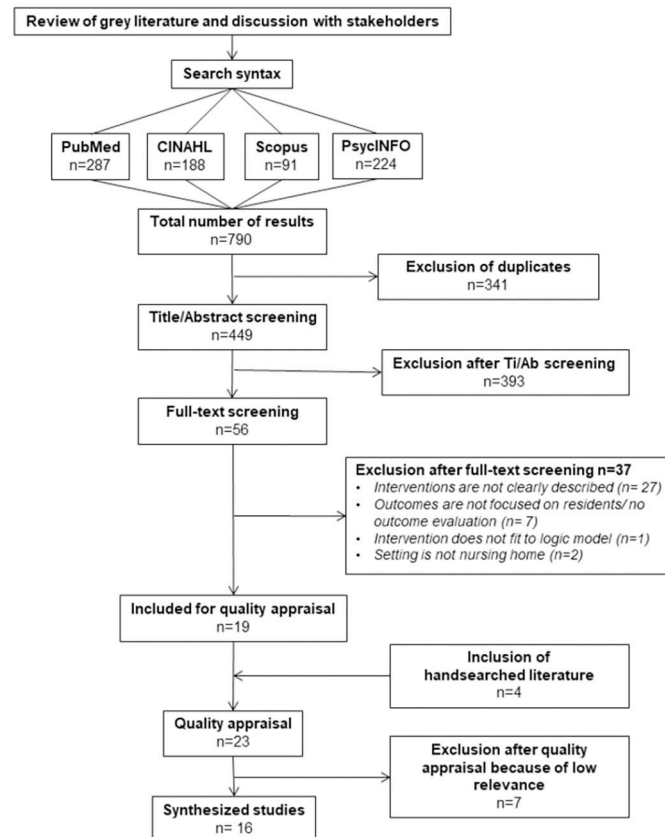 Review of grey literature and discussion with stakeholders
Search syntax
PubMed
n=287
CINAHL
n=188
Scopus
n=91
PsycINFO
n=224
Total number of results
n=790
Exclusion of duplicates
n=341
Title/Abstract screening
n=449
Exclusion after Ti/Ab screening
n=393
Full-text screening
n=56
Exclusion after full-text screening n=37
• Interventions are not clearly described (n= 27)
• Outcomes are not focused on residents/ no
outcome evaluation (n= 7)
• Intervention does not fit to logic model (n=1)
• Setting is not nursing home (n=2)
Included for quality appraisal
n=19
Inclusion of
handsearched literature
n=4
Quality appraisal
n=23
Exclusion after quality
appraisal because of low
relevance
n=7
Synthesized studies
n= 16